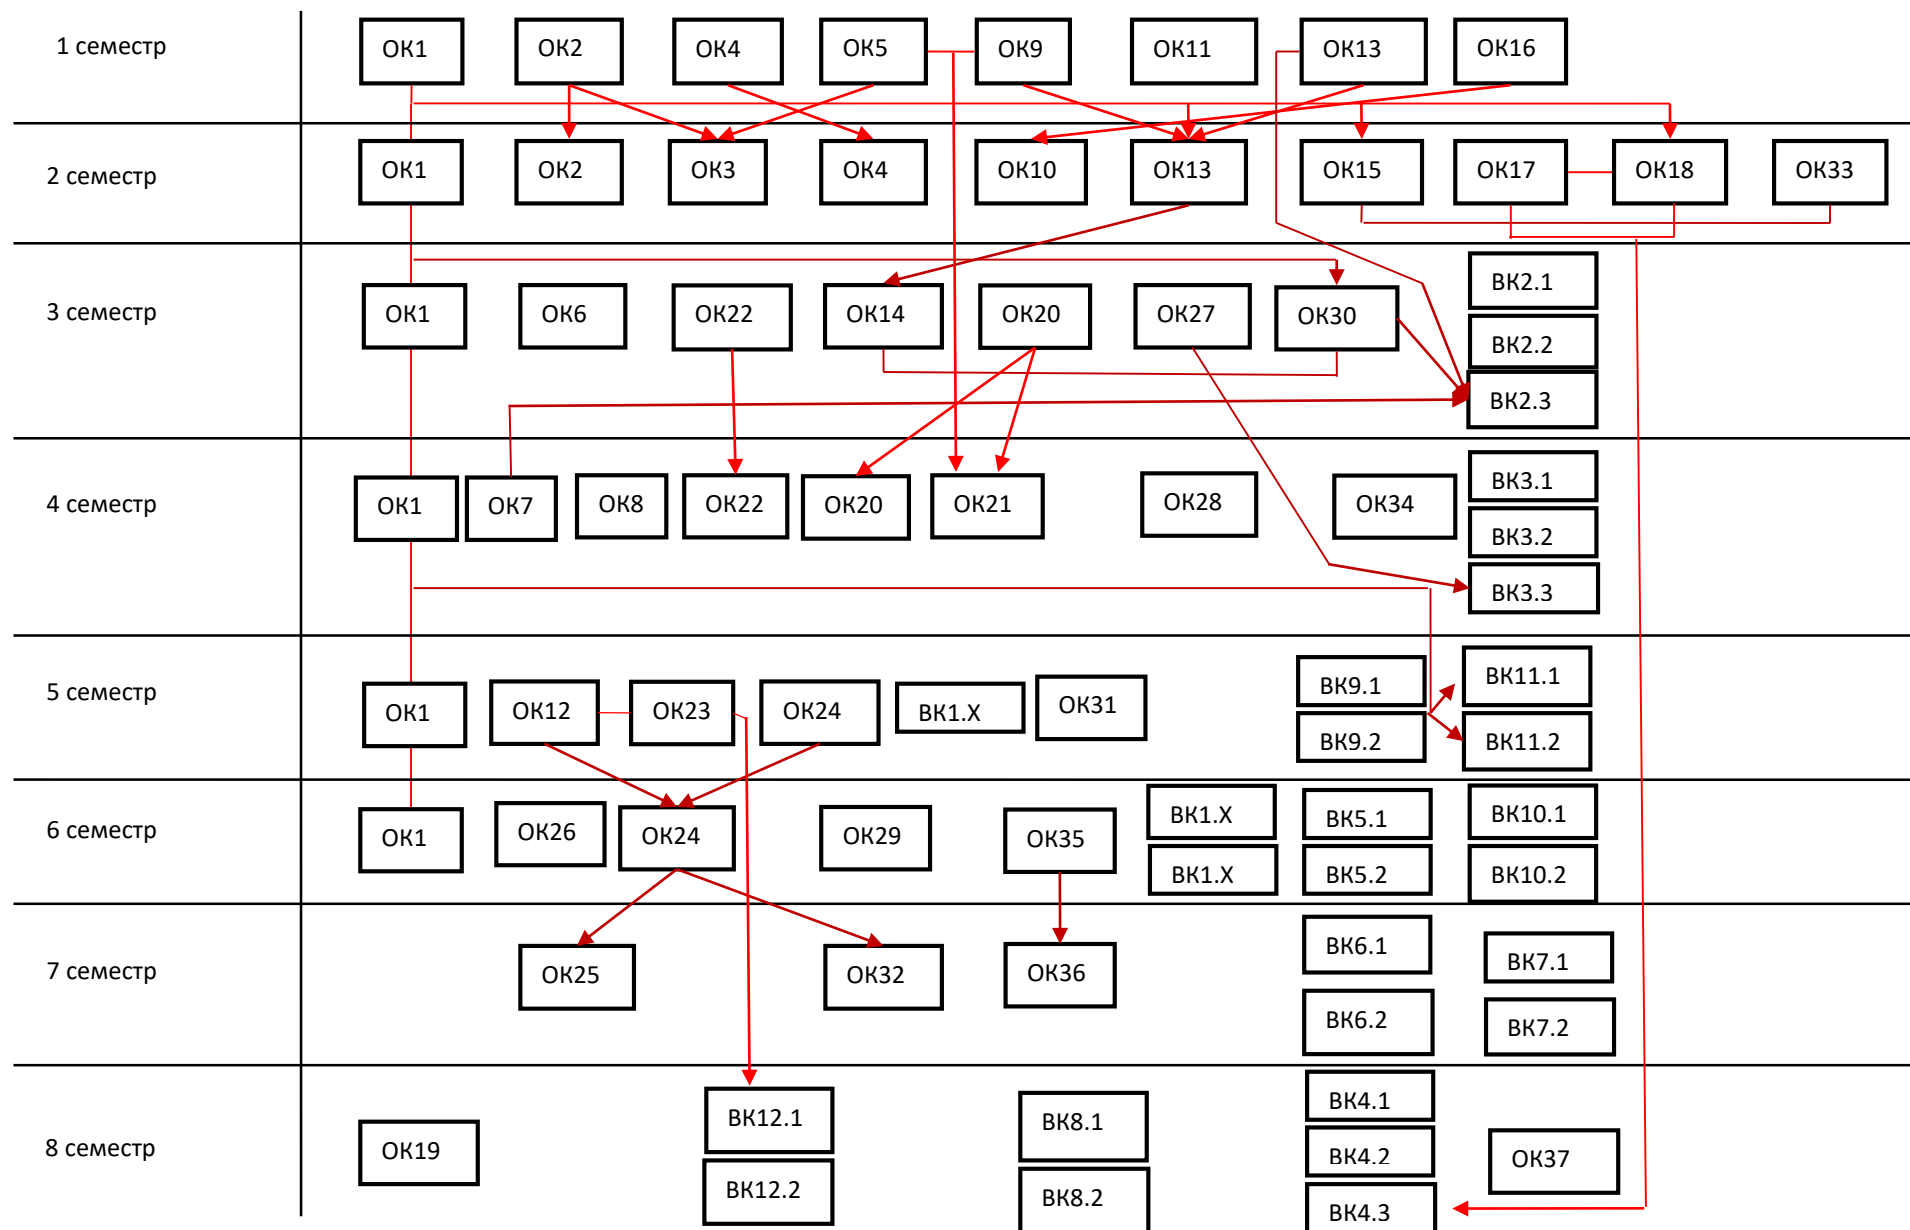 1 семестр
ОК1 ОК2 ОК4 ОК5 ОК9 ОК11 ОК13 ОК16
2 семестр
ОК1 ОК2 ОК3 ОК4 ОК10 ОК13 ОК15 ОК17 ОК18 ОК33
3 семестр
ОК1 ОК6 ОК22 ОК14 ОК20 ОК27 ОК30
ВК2.1
ВК2.2
ВК2.3
4 семестр
ОК1 ОК7 ОК8 ОК22 ОК20 ОК21 ОК28 ОК34
ВК3.1
ВК3.2
ВК3.3
5 семестр
ОК1 ОК12 ОК23 ОК24 ВК1.Х ОК31
ВК9.1 ВК11.1
ВК9.2 ВК11.2
6 семестр
ОК1 ОК26 ОК24 ОК29 ОК35
ВК1.Х ВК5.1 ВК10.1
ВК1.Х ВК5.2 ВК10.2
7 семестр
ОК25 ОК32 ОК36
ВК6.1 ВК7.1
ВК6.2 ВК7.2
8 семестр
ОК19
ВК12.1 ВК8.1 ВК4.1
ВК4.2 ОК37
ВК12.2 ВК8.2 ВК4.3